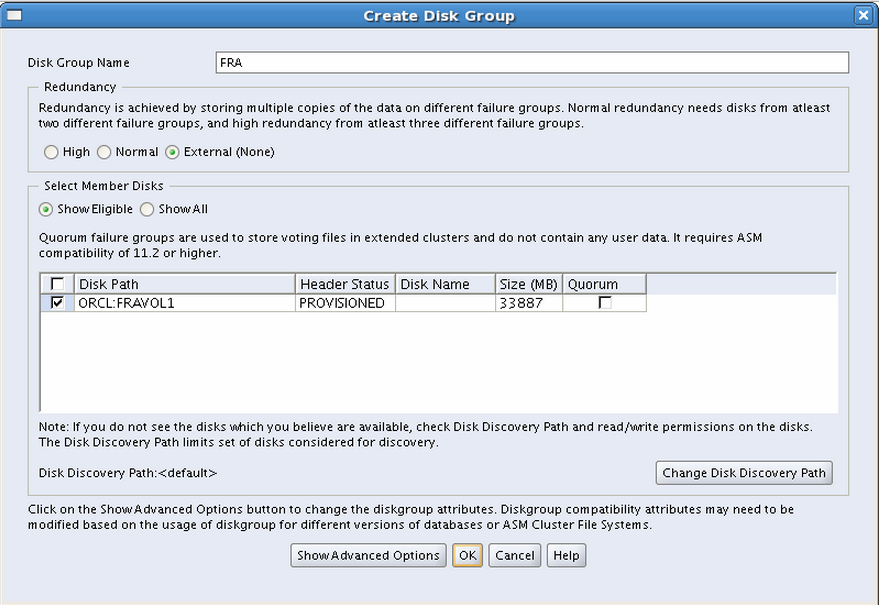 Create Disk Group
Disk Group Name
FRA
Redundancy
Redundancy is achieved by storing multiple copies of the data on different failure groups. Normal redundancy needs disks from atleast
two different failure groups, and high redundancy from atleast three different failure groups.
High Normal External (None)
Select Member Disks
Show Eligible Show All
Quorum failure groups are used to store voting files in extended clusters and do not contain any user data. It requires ASM
compatibility of 11.2 or higher.
Disk Path Header Status Disk Name Size (MB) Quorum
ORCL:FRAVOL1 PROVISIONED 33887
Note: If you do not see the disks which you believe are available, check Disk Discovery Path and read/write permissions on the disks.
The Disk Discovery Path limits set of disks considered for discovery.
Disk Discovery Path:<default>
Change Disk Discovery Path
Click on the Show Advanced Options button to change the diskgroup attributes. Diskgroup compatibility attributes may need to be
modified based on the usage of diskgroup for different versions of databases or ASM Cluster File Systems.
Show Advanced Options OK Cancel Help